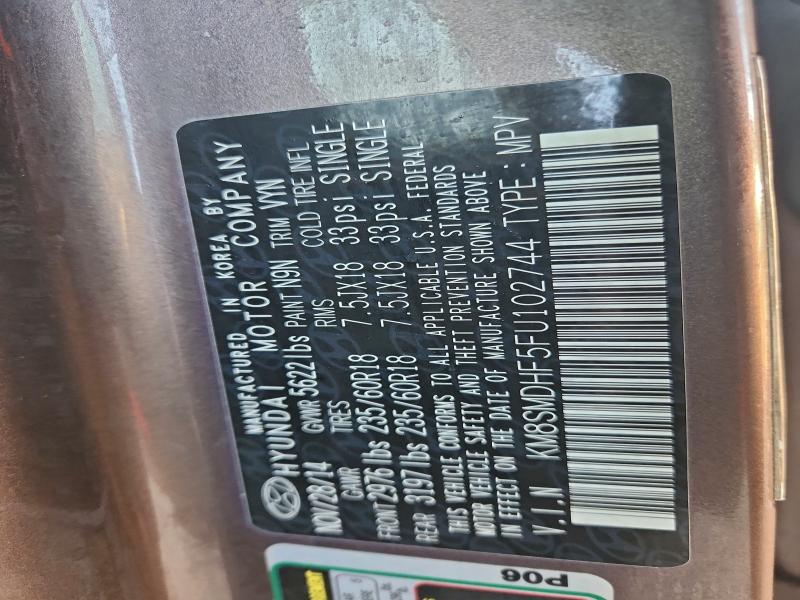 MANUFACTURED IN KOREA BY
HYUNDAI MOTOR COMPANY
NOV/28/14 GVWR 5622lbs PAINT N9N TRIM VYN
GAWR TIRES RIMS COLD TIRE INFL
FRONT 2976 lbs 235/60R18 7.5JX18 33psi SINGLE
REAR 3197 lbs 235/60R18 7.5JX18 33psi SINGLE
THIS VEHICLE CONFORMS TO ALL APPLICABLE U.S.A. FEDERAL
MOTOR VEHICLE SAFETY AND THEFT PREVENTION STANDARDS
IN EFFECT ON THE DATE OF MANUFACTURE SHOWN ABOVE
V.I.N KM8SMDHF5FU102744 TYPE : MPV
P06